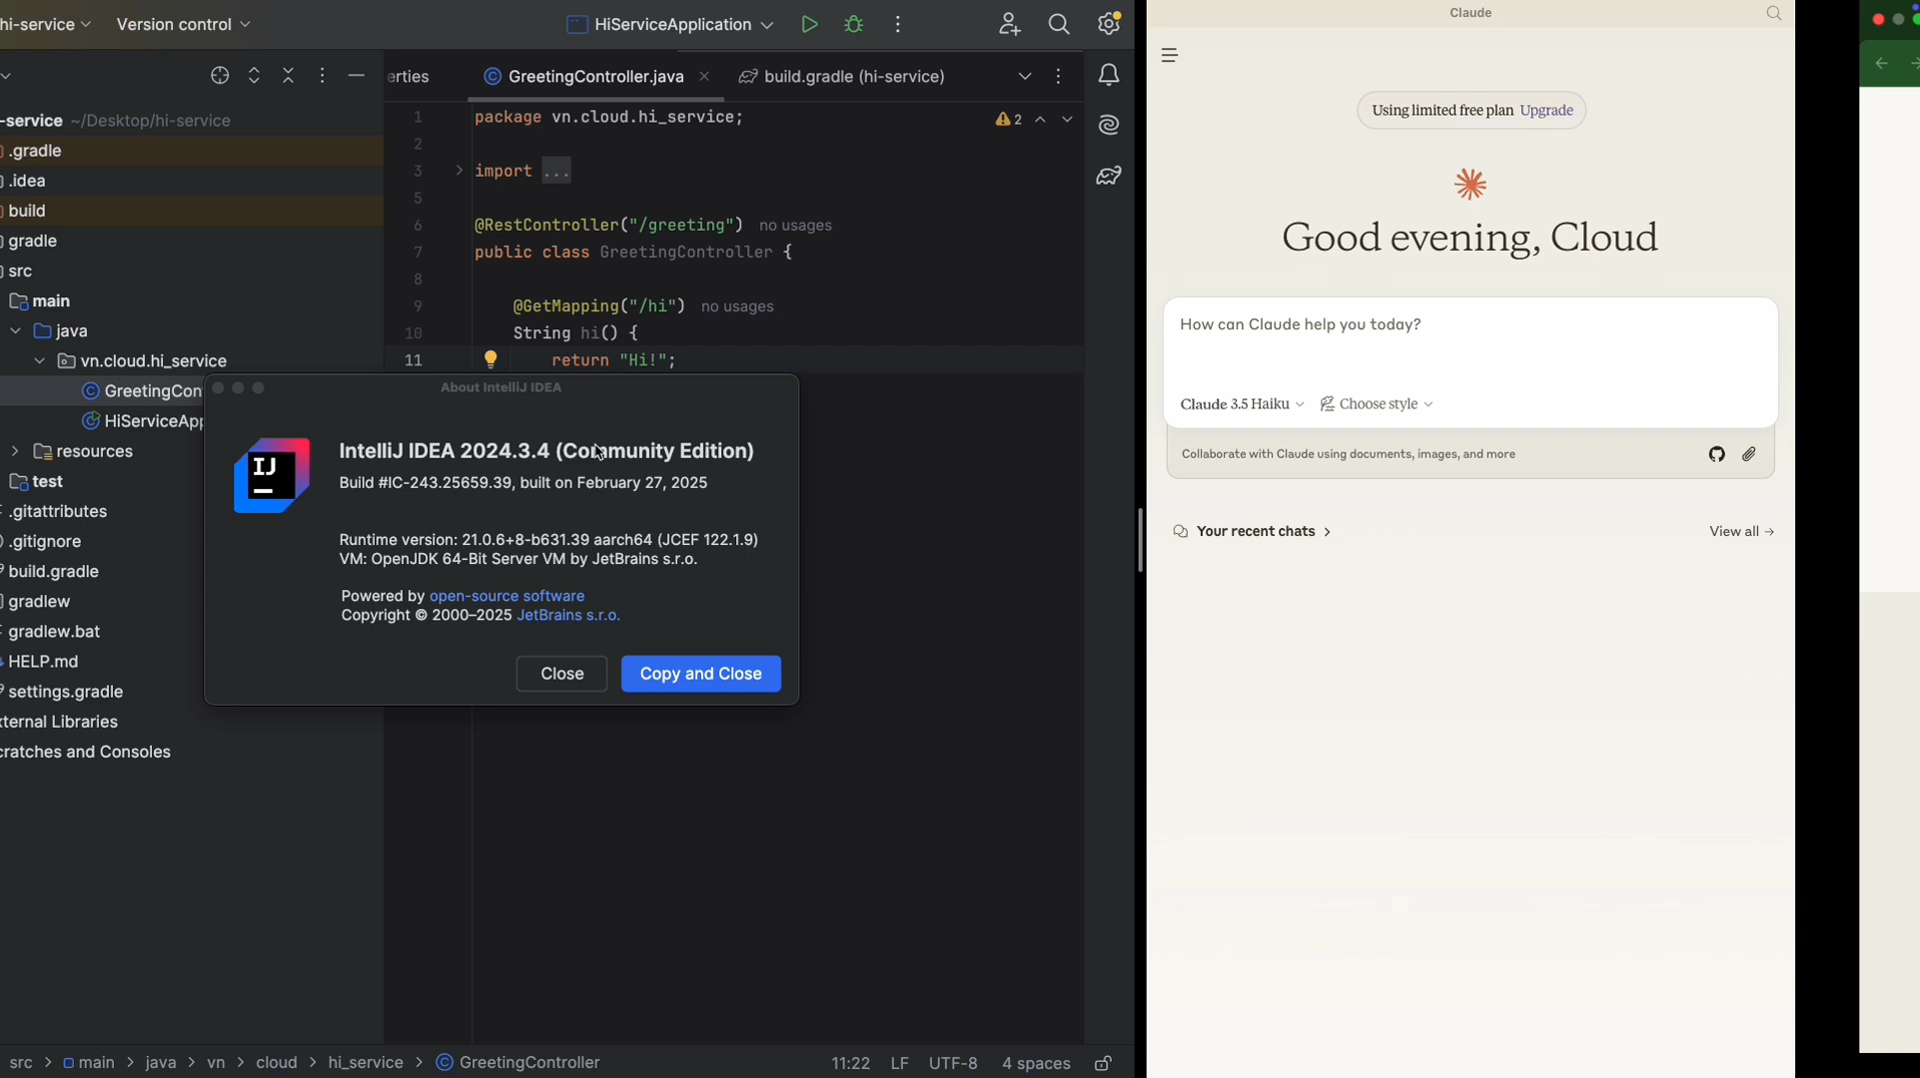 hi-service
Version control
HiServiceApplication
-service ~/Desktop/hi-service
.gradle
.idea
build
gradle
src
main
java
vn.cloud.hi_service
GreetingCon
HiServiceApp
resources
test
.gitattributes
.gitignore
build.gradle
gradlew
gradlew.bat
HELP.md
settings.gradle
xternal Libraries
cratches and Consoles
erties
GreetingController.java
build.gradle (hi-service)
1 package vn.cloud.hi_service;
2
2
3 import ...
5
6 @RestController("/greeting") no usages
7 public class GreetingController {
8
9 @GetMapping("/hi") no usages
10 String hi() {
11 return "Hi!";
About IntelliJ IDEA
IJ
IntelliJ IDEA 2024.3.4 (Community Edition)
Build #IC-243.25659.39, built on February 27, 2025
Runtime version: 21.0.6+8-b631.39 aarch64 (JCEF 122.1.9)
VM: OpenJDK 64-Bit Server VM by JetBrains s.r.o.
Powered by open-source software
Copyright © 2000–2025 JetBrains s.r.o.
Close
Copy and Close
src > main > java > vn > cloud > hi_service > GreetingController
11:22 LF UTF-8 4 spaces
Claude
Using limited free plan Upgrade
Good evening, Cloud
How can Claude help you today?
Claude 3.5 Haiku
Choose style
Collaborate with Claude using documents, images, and more
Your recent chats >
View all →